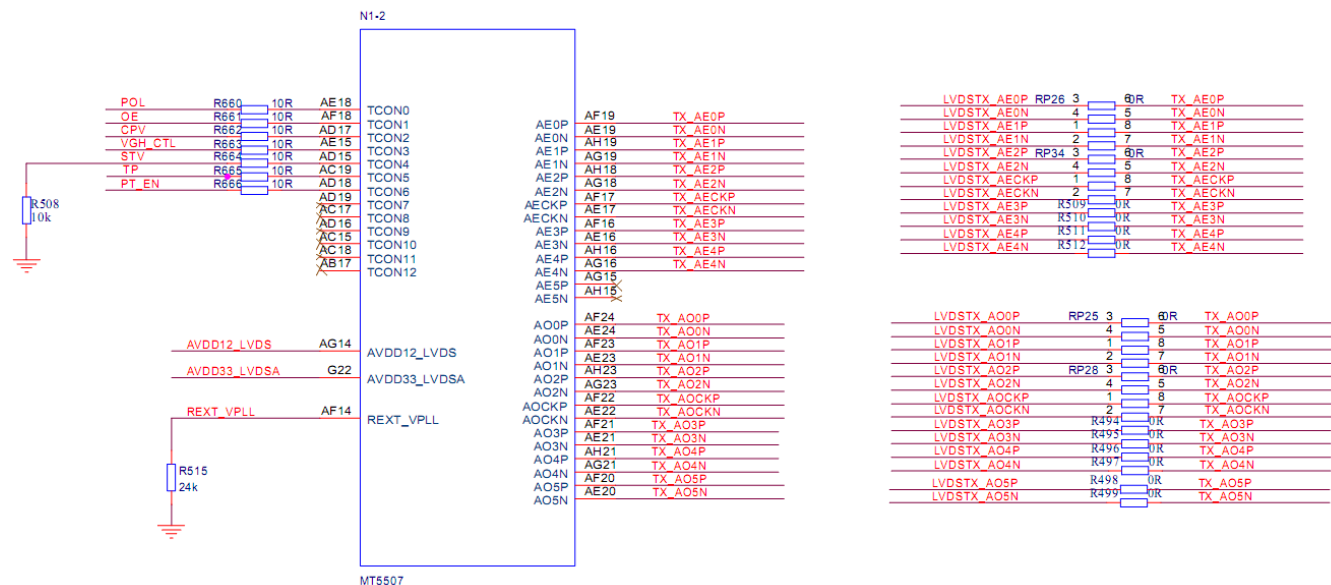 N1-2
POL R660 10R AE18 TCON0
OE R661 10R AF18 TCON1
CPV R662 10R AD17 TCON2
VGH_CTL R663 10R AE15 TCON3
STV R664 10R AD15 TCON4
TP R665 10R AC19 TCON5
PT_EN R666 10R AD18 TCON6
AD19 TCON7
AC17 TCON8
AD16 TCON9
AC15 TCON10
AC18 TCON11
AB17 TCON12
R508
10k
AVDD12_LVDS AG14 AVDD12_LVDS
AVDD33_LVDSA G22 AVDD33_LVDSA
REXT_VPLL AF14 REXT_VPLL
R515
24k
AE0P AF19 TX_AE0P
AE0N AE19 TX_AE0N
AE1P AH19 TX_AE1P
AE1N AG19 TX_AE1N
AE2P AH18 TX_AE2P
AE2N AG18 TX_AE2N
AECKP AF17 TX_AECKP
AECKN AE17 TX_AECKN
AE3P AF16 TX_AE3P
AE3N AE16 TX_AE3N
AE4P AH16 TX_AE4P
AE4N AG16 TX_AE4N
AE5P AG15
AE5N AH15
AO0P AF24 TX_AO0P
AO0N AE24 TX_AO0N
AO1P AF23 TX_AO1P
AO1N AE23 TX_AO1N
AO2P AH23 TX_AO2P
AO2N AG23 TX_AO2N
AOCKP AF22 TX_AOCKP
AOCKN AE22 TX_AOCKN
AO3P AF21 TX_AO3P
AO3N AE21 TX_AO3N
AO4P AH21 TX_AO4P
AO4N AG21 TX_AO4N
AO5P AF20 TX_AO5P
AO5N AE20 TX_AO5N
MT5507
LVDSTX_AE0P RP26 3 6 0R TX_AE0P
LVDSTX_AE0N 4 5 TX_AE0N
LVDSTX_AE1P 1 8 TX_AE1P
LVDSTX_AE1N 2 7 TX_AE1N
LVDSTX_AE2P RP34 3 6 0R TX_AE2P
LVDSTX_AE2N 4 5 TX_AE2N
LVDSTX_AECKP 1 8 TX_AECKP
LVDSTX_AECKN 2 7 TX_AECKN
LVDSTX_AE3P R509 0R TX_AE3P
LVDSTX_AE3N R510 0R TX_AE3N
LVDSTX_AE4P R511 0R TX_AE4P
LVDSTX_AE4N R512 0R TX_AE4N
LVDSTX_AO0P RP25 3 6 0R TX_AO0P
LVDSTX_AO0N 4 5 TX_AO0N
LVDSTX_AO1P 1 8 TX_AO1P
LVDSTX_AO1N 2 7 TX_AO1N
LVDSTX_AO2P RP28 3 6 0R TX_AO2P
LVDSTX_AO2N 4 5 TX_AO2N
LVDSTX_AOCKP 1 8 TX_AOCKP
LVDSTX_AOCKN 2 7 TX_AOCKN
LVDSTX_AO3P R494 0R TX_AO3P
LVDSTX_AO3N R495 0R TX_AO3N
LVDSTX_AO4P R496 0R TX_AO4P
LVDSTX_AO4N R497 0R TX_AO4N
LVDSTX_AO5P R498 0R TX_AO5P
LVDSTX_AO5N R499 0R TX_AO5N